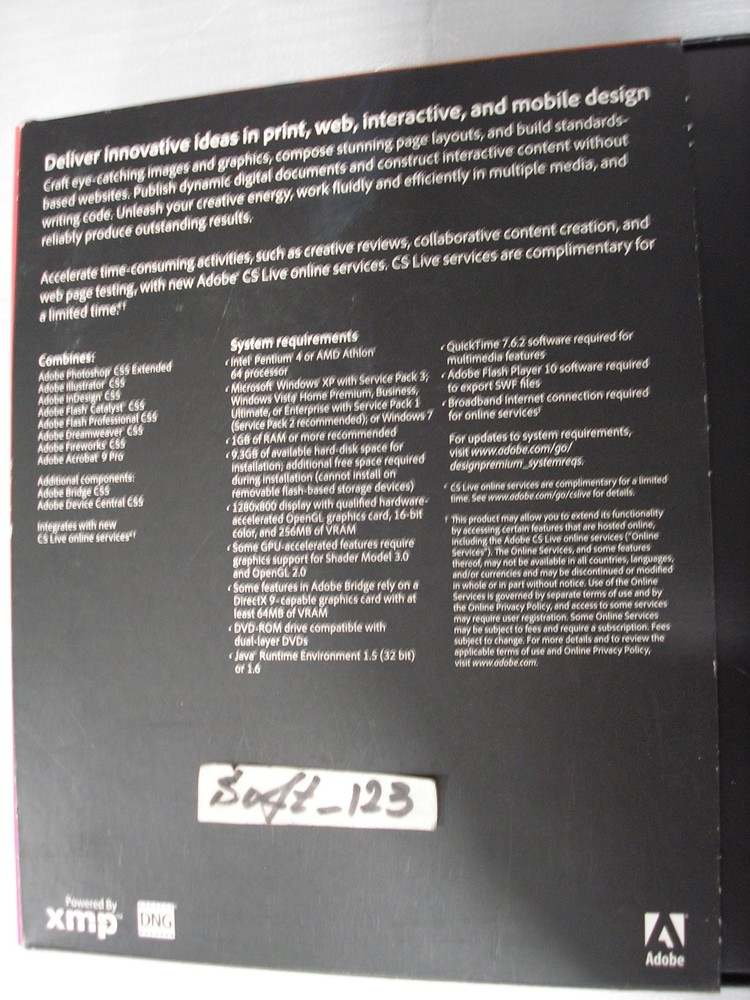 Deliver innovative ideas in print, web, interactive, and mobile design
Craft eye-catching images and graphics, compose stunning page layouts, and build standards-
based websites. Publish dynamic digital documents and construct interactive content without
writing code. Unleash your creative energy, work fluidly and efficiently in multiple media, and
reliably produce outstanding results.
Accelerate time-consuming activities, such as creative reviews, collaborative content creation, and
web page testing, with new Adobe® CS Live online services. CS Live services are complimentary for
a limited time.*†
Combines:
Adobe Photoshop® CS5 Extended
Adobe Illustrator® CS5
Adobe InDesign® CS5
Adobe Flash Catalyst™ CS5
Adobe Flash Professional CS5
Adobe Dreamweaver® CS5
Adobe Fireworks® CS5
Adobe Acrobat® 9 Pro
Additional components:
Adobe Bridge CS5
Adobe Device Central CS5
Integrates with new
CS Live online services*†
System requirements
• Intel® Pentium® 4 or AMD Athlon®
64 processor
• Microsoft® Windows® XP with Service Pack 3;
Windows Vista® Home Premium, Business,
Ultimate, or Enterprise with Service Pack 1
(Service Pack 2 recommended); or Windows 7
• 1GB of RAM or more recommended
• 9.3GB of available hard-disk space for
installation; additional free space required
during installation (cannot install on
removable flash-based storage devices)
• 1280x800 display with qualified hardware-
accelerated OpenGL graphics card, 16-bit
color, and 256MB of VRAM
• Some GPU-accelerated features require
graphics support for Shader Model 3.0
and OpenGL 2.0
• Some features in Adobe Bridge rely on a
DirectX 9-capable graphics card with at
least 64MB of VRAM
• DVD-ROM drive compatible with
dual-layer DVDs
• Java™ Runtime Environment 1.5 (32 bit)
or 1.6
• QuickTime 7.6.2 software required for
multimedia features
• Adobe Flash Player 10 software required
to export SWF files
• Broadband Internet connection required
for online services†
For updates to system requirements,
visit www.adobe.com/go/
designpremium_systemreqs.
* CS Live online services are complimentary for a limited
time. See www.adobe.com/go/cslive for details.
† This product may allow you to extend its functionality
by accessing certain features that are hosted online,
including the Adobe CS Live online services ("Online
Services"). The Online Services, and some features
thereof, may not be available in all countries, languages,
and/or currencies and may be discontinued or modified
in whole or in part without notice. Use of the Online
Services is governed by separate terms of use and by
the Online Privacy Policy, and access to some services
may require user registration. Some Online Services
may be subject to fees and require a subscription. Fees
subject to change. For more details and to review the
applicable terms of use and Online Privacy Policy,
visit www.adobe.com.
Soft_123
Powered By
xmp™
DNG
Adobe